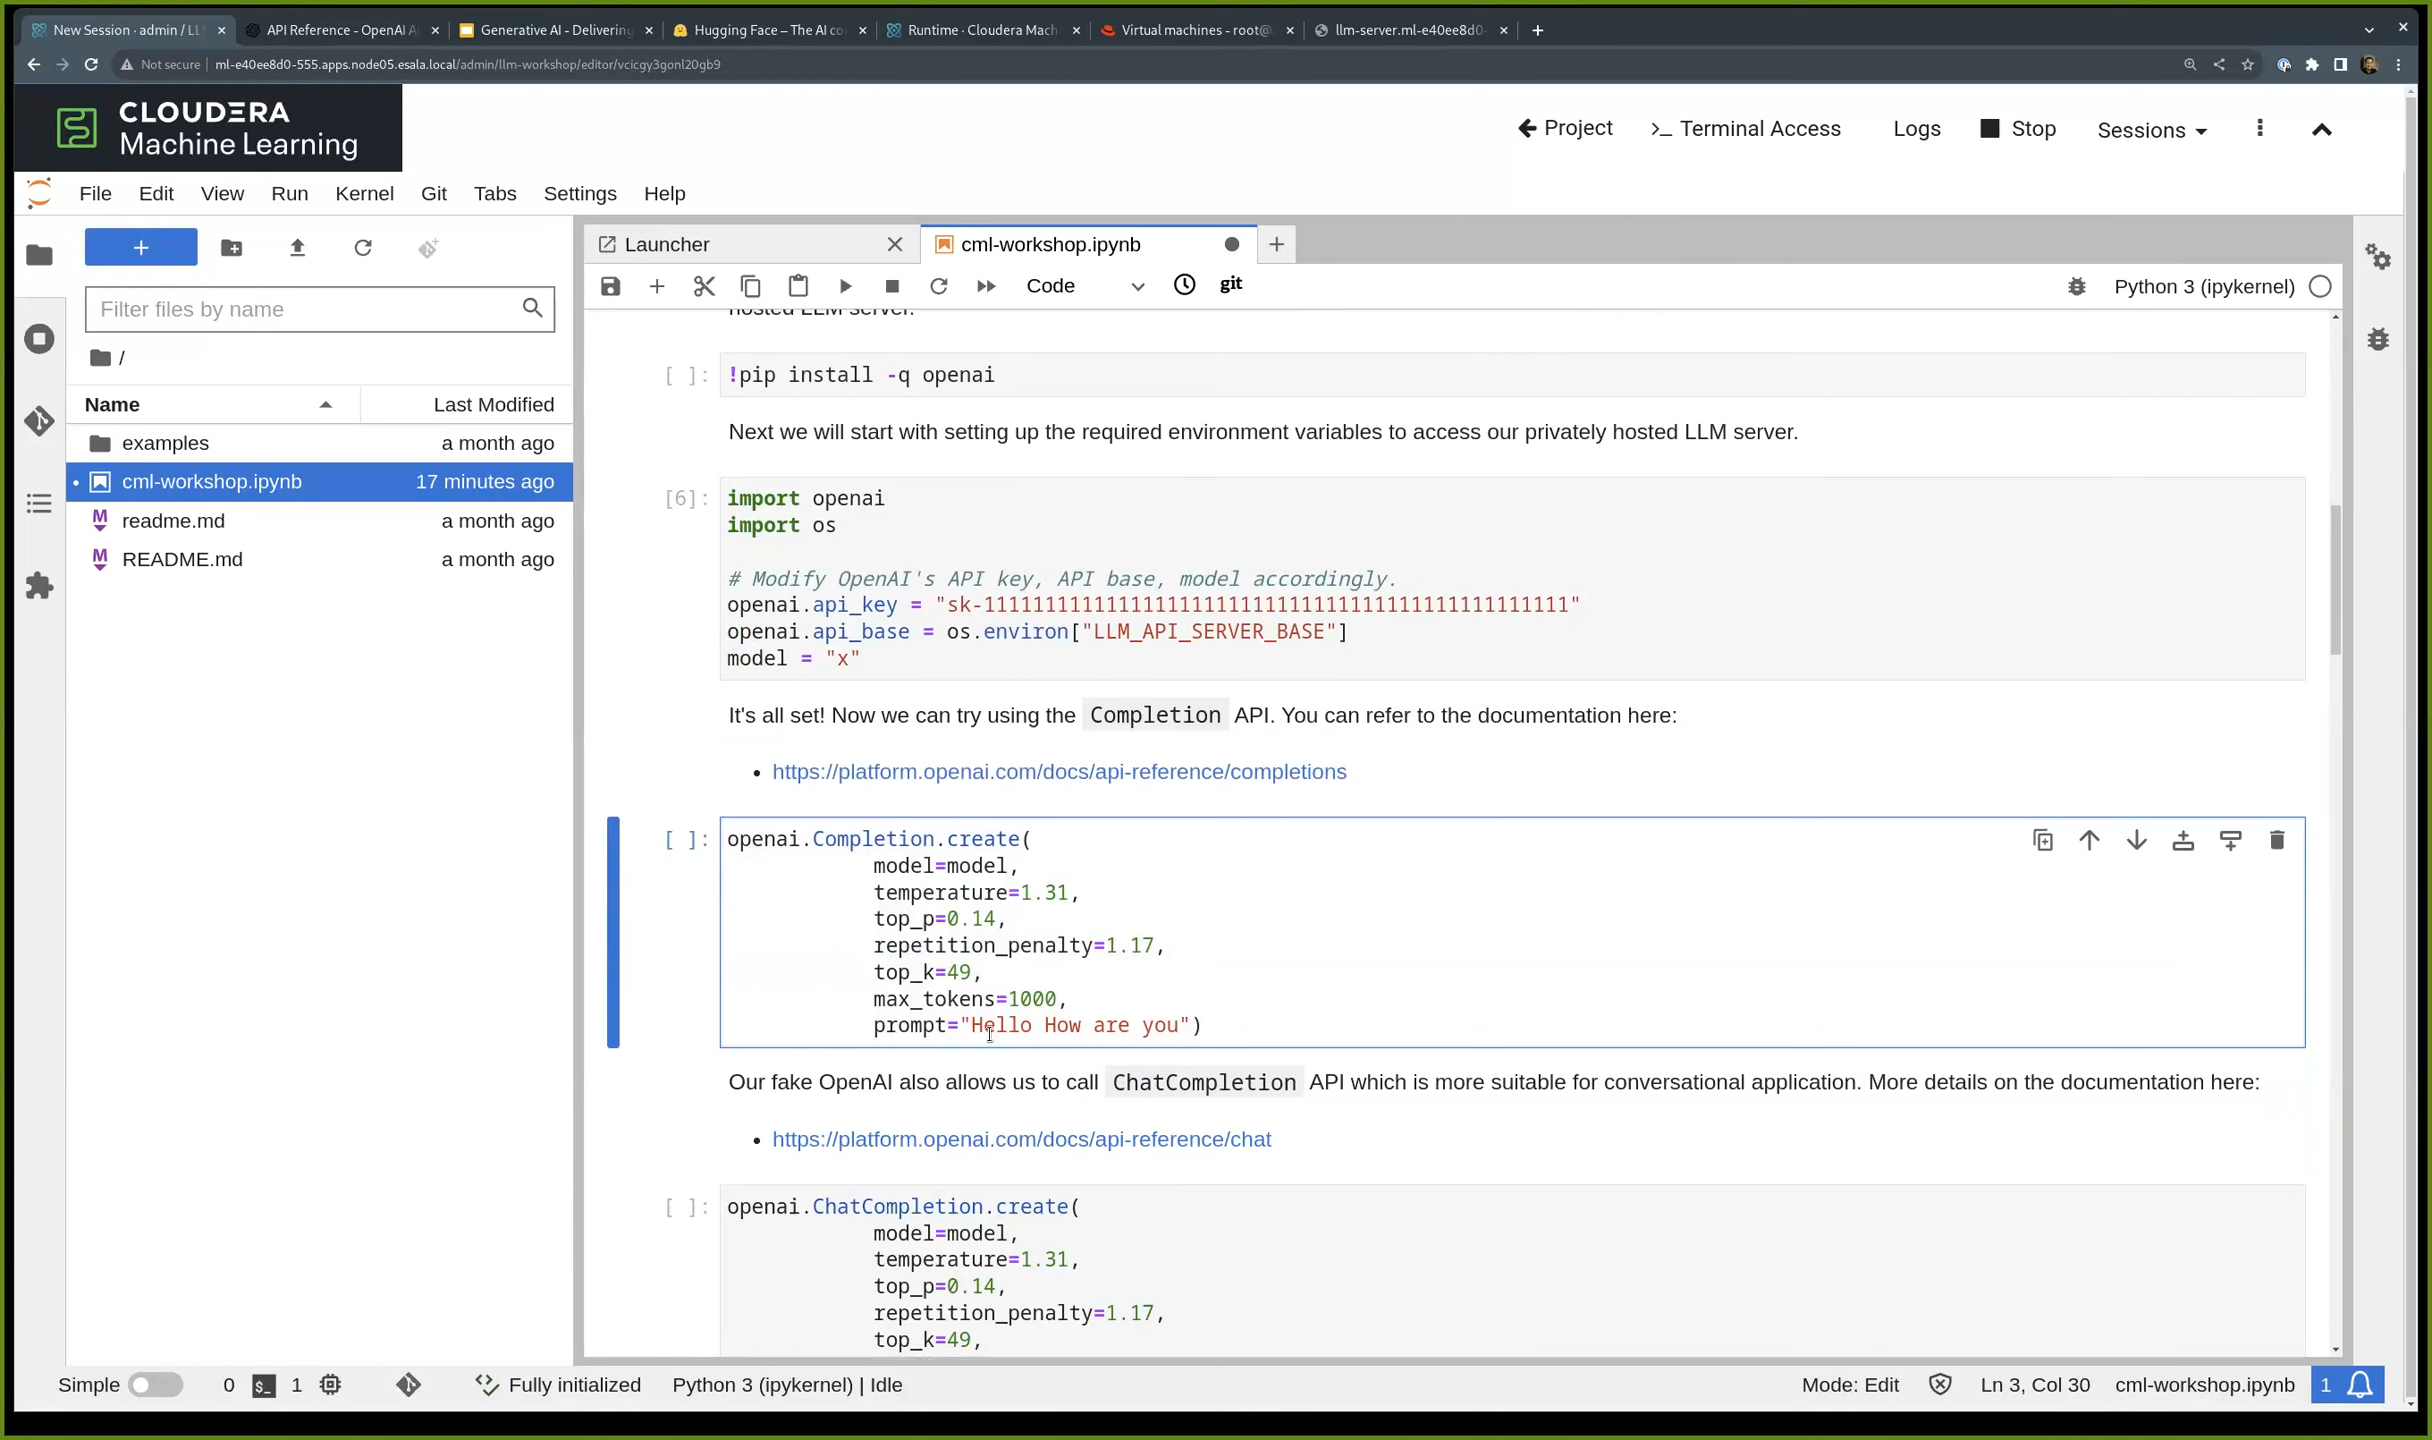 New Session · admin / LL
API Reference - OpenAI A
Generative AI - Delivering
Hugging Face – The AI co
Runtime · Cloudera Mach
Virtual machines - root@
llm-server.ml-e40ee8d0-
Not secure
ml-e40ee8d0-555.apps.node05.esala.local/admin/llm-workshop/editor/vcicgy3gonl20gb9
CLOUDERA
Machine Learning
Project
Terminal Access
Logs
Stop
Sessions
File Edit View Run Kernel Git Tabs Settings Help
Filter files by name
/
Name Last Modified
examples a month ago
cml-workshop.ipynb 17 minutes ago
readme.md a month ago
README.md a month ago
Launcher
cml-workshop.ipynb
Code
git
Python 3 (ipykernel)
hosted LLM server.
[ ]: !pip install -q openai
Next we will start with setting up the required environment variables to access our privately hosted LLM server.
[6]: import openai
import os
# Modify OpenAI's API key, API base, model accordingly.
openai.api_key = "sk-111111111111111111111111111111111111111111111111"
openai.api_base = os.environ["LLM_API_SERVER_BASE"]
model = "x"
It's all set! Now we can try using the Completion API. You can refer to the documentation here:
• https://platform.openai.com/docs/api-reference/completions
[ ]: openai.Completion.create(
model=model,
temperature=1.31,
top_p=0.14,
repetition_penalty=1.17,
top_k=49,
max_tokens=1000,
prompt="Hello How are you")
Our fake OpenAI also allows us to call ChatCompletion API which is more suitable for conversational application. More details on the documentation here:
• https://platform.openai.com/docs/api-reference/chat
[ ]: openai.ChatCompletion.create(
model=model,
temperature=1.31,
top_p=0.14,
repetition_penalty=1.17,
top_k=49,
Simple 0 1 Fully initialized Python 3 (ipykernel) | Idle Mode: Edit Ln 3, Col 30 cml-workshop.ipynb 1